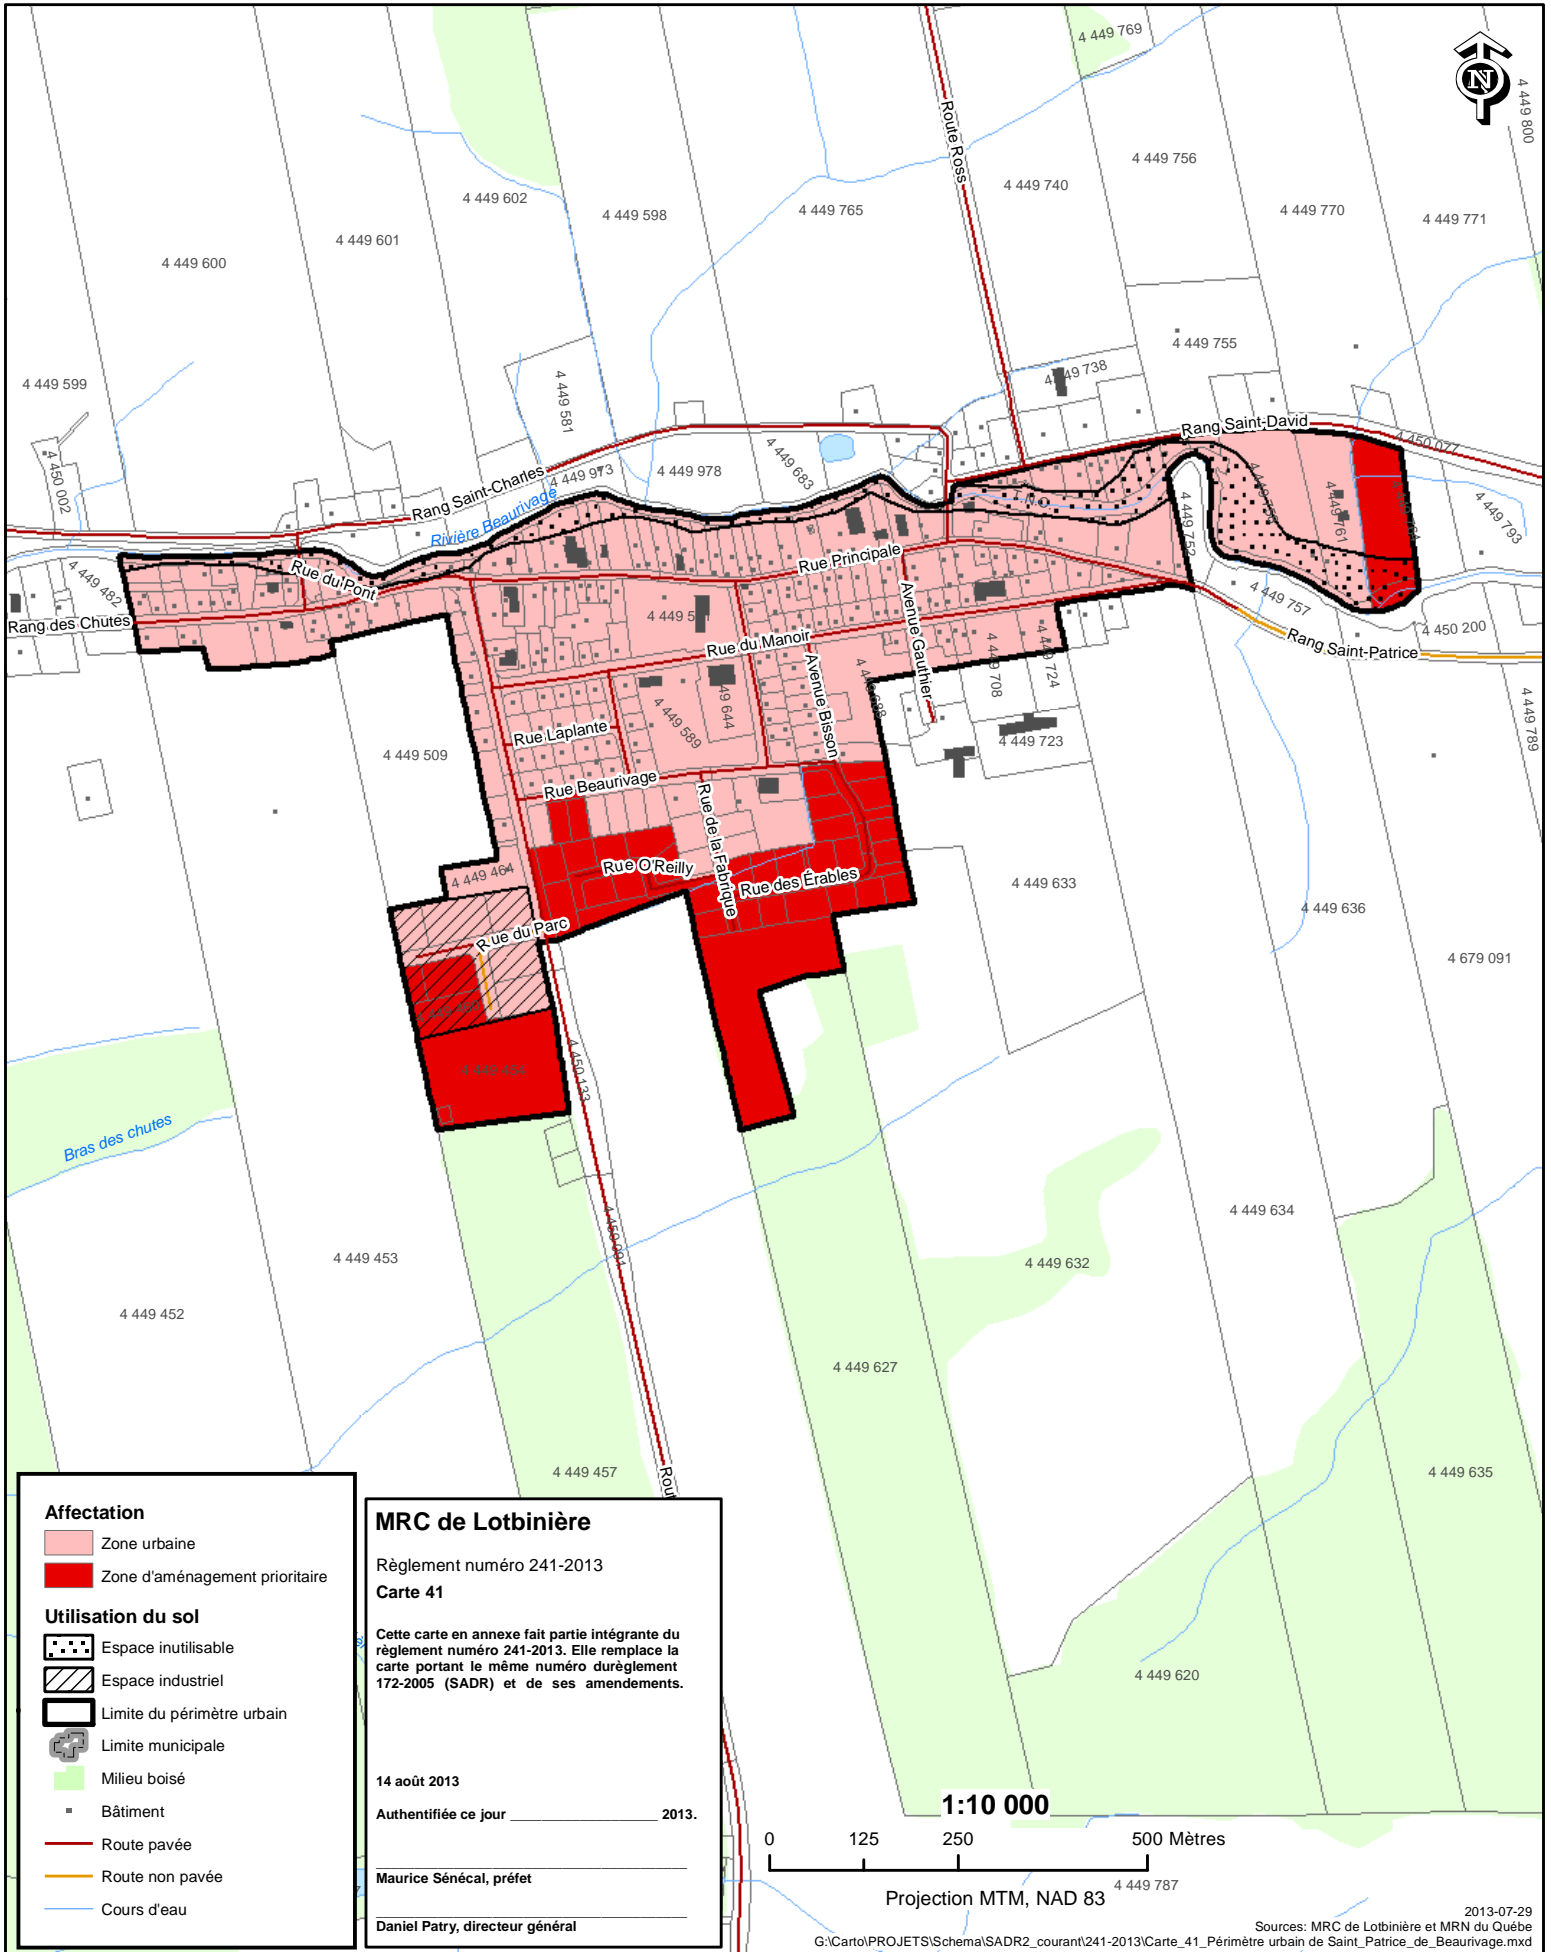 4 449 769
N
4 449 800
Route Ross
4 449 756
4 449 740
4 449 602
4 449 598
4 449 765
4 449 770
4 449 771
4 449 601
4 449 600
4 449 755
4 449 738
4 449 599
4 449 581
Rang Saint-David
4 450 077
4 450 002
Rang Saint-Charles
4 449 973
4 449 978
4 449 683
Rivière Beaurivage
4 449 752
4 449 761
4 449 764
4 449 793
Rue Principale
4 449 482
Rue du Pont
4 449 757
Rang des Chutes
4 450 200
Rang Saint-Patrice
Rue du Manoir
Avenue Gauthier
Avenue Bisson
4 449 688
4 449 708
4 449 724
4 449 723
4 449 789
49 644
4 449 589
Rue Laplante
4 449 509
Rue Beaurivage
Rue de la Fabrique
4 449 464
Rue O'Reilly
Rue des Érables
4 449 633
4 449 636
Rue du Parc
4 679 091
4 449 454
4 450 133
Bras des chutes
4 449 634
4 449 453
4 449 632
4 449 452
4 449 627
4 449 457
4 449 635
Rout
4 449 620
4 449 787
Affectation
Zone urbaine
Zone d'aménagement prioritaire
Utilisation du sol
Espace inutilisable
Espace industriel
Limite du périmètre urbain
Limite municipale
Milieu boisé
Bâtiment
Route pavée
Route non pavée
Cours d'eau
MRC de Lotbinière
Règlement numéro 241-2013
Carte 41
Cette carte en annexe fait partie intégrante du
règlement numéro 241-2013. Elle remplace la
carte portant le même numéro durèglement
172-2005 (SADR) et de ses amendements.
14 août 2013
Authentifiée ce jour ____________________ 2013.
Maurice Sénécal, préfet
Daniel Patry, directeur général
1:10 000
0 125 250 500 Mètres
Projection MTM, NAD 83
2013-07-29
Sources: MRC de Lotbinière et MRN du Québe
G:\Carto\PROJETS\Schema\SADR2_courant\241-2013\Carte_41_Périmètre urbain de Saint_Patrice_de_Beaurivage.mxd